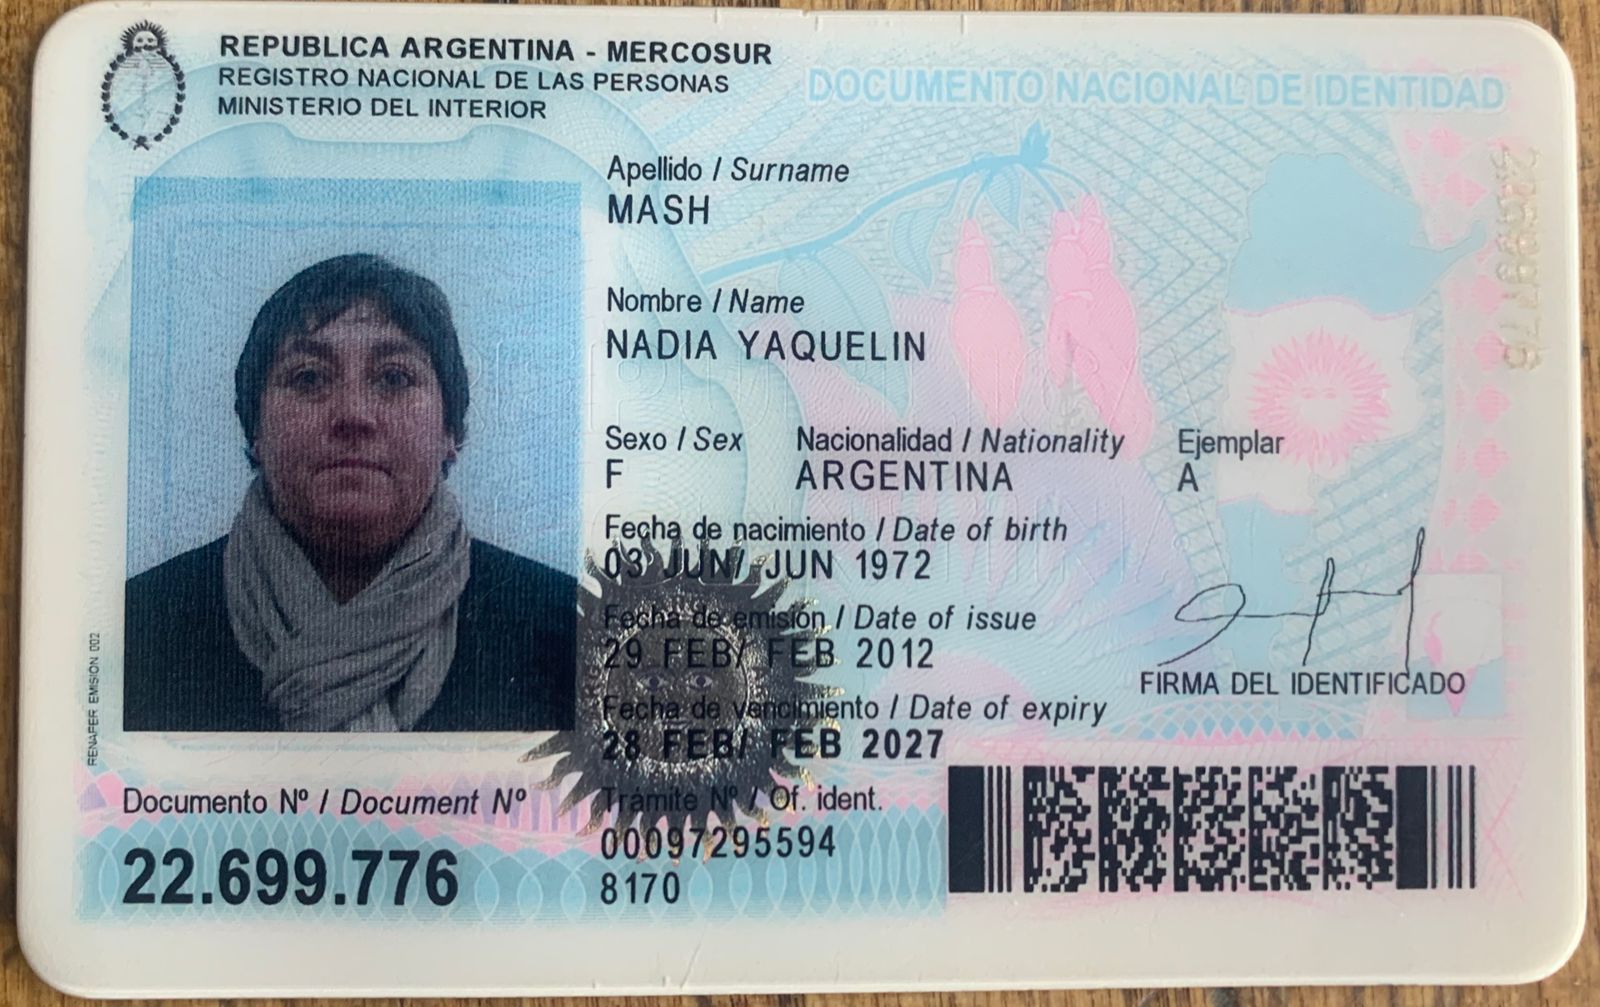 REPUBLICA ARGENTINA - MERCOSUR
REGISTRO NACIONAL DE LAS PERSONAS
MINISTERIO DEL INTERIOR
DOCUMENTO NACIONAL DE IDENTIDAD
Apellido / Surname
MASH
Nombre / Name
NADIA YAQUELIN
Sexo / Sex Nacionalidad / Nationality Ejemplar
F ARGENTINA A
Fecha de nacimiento / Date of birth
03 JUN/ JUN 1972
Fecha de emisión / Date of issue
29 FEB/ FEB 2012
FIRMA DEL IDENTIFICADO
Fecha de vencimiento / Date of expiry
28 FEB/ FEB 2027
RENAPER EMISION 002
Documento Nº / Document Nº
22.699.776
Trámite Nº / Of. ident.
00097295594
8170